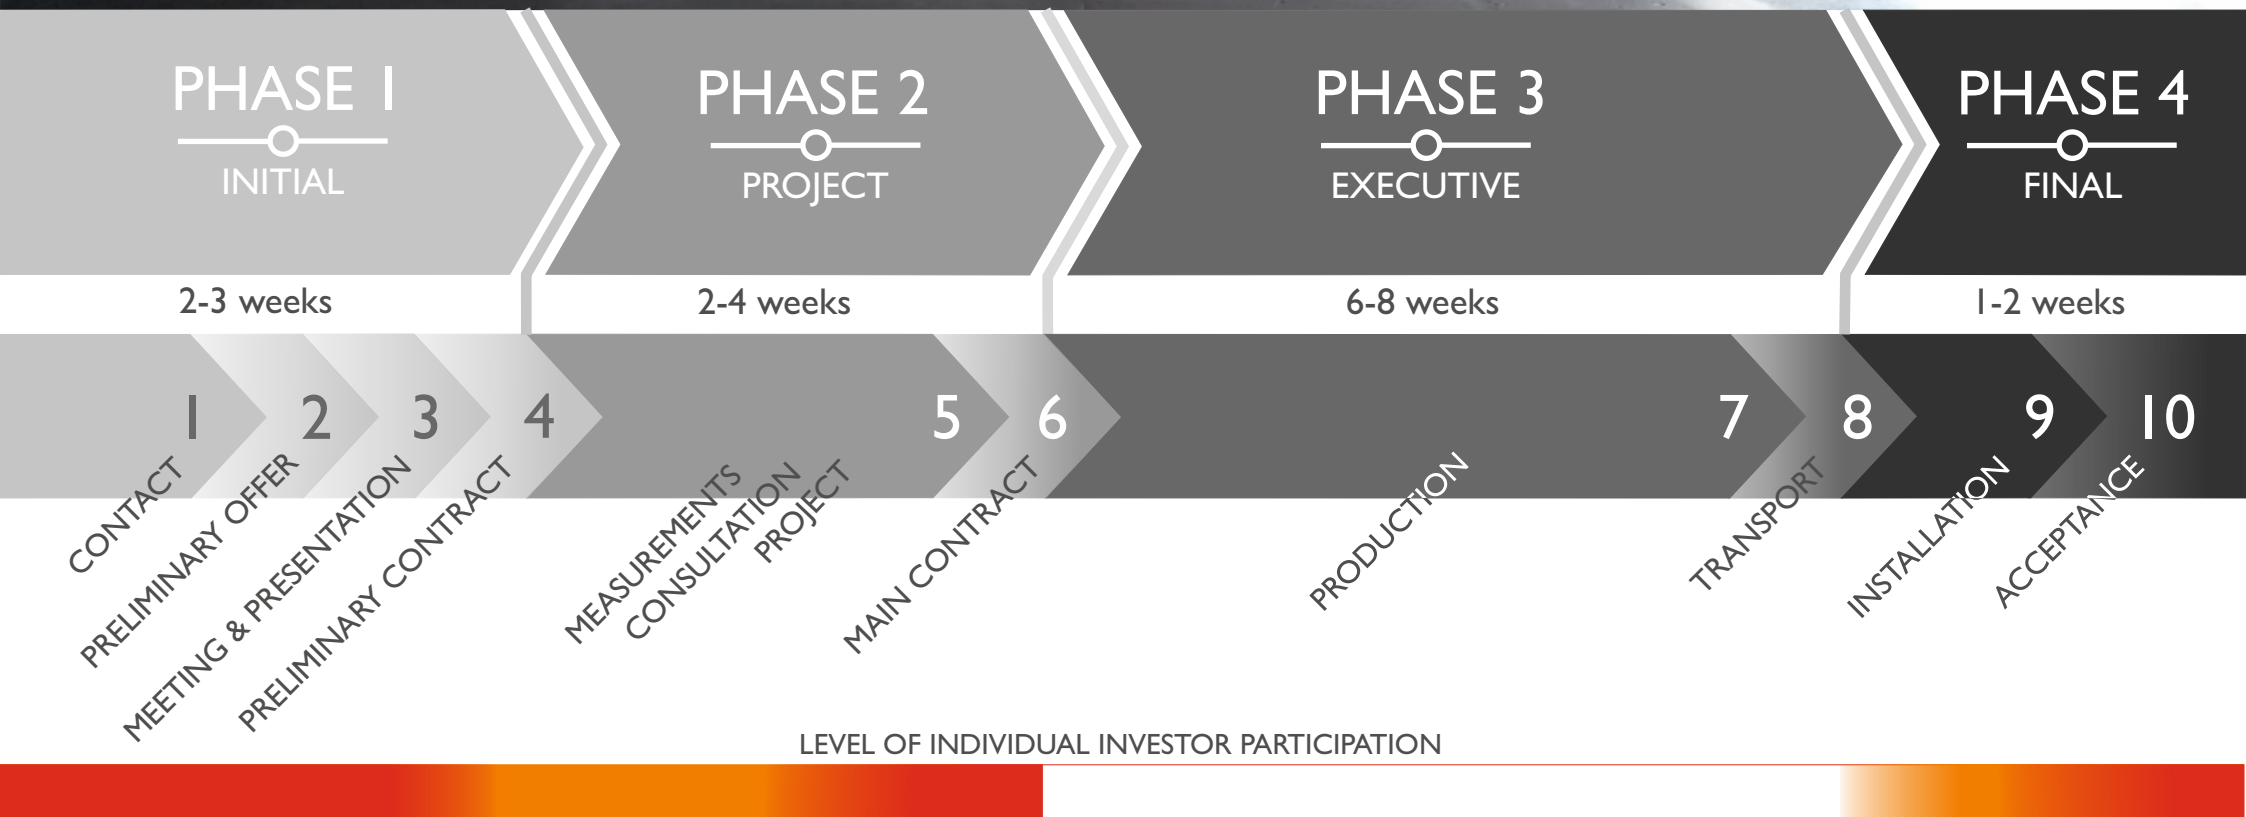 PHASE 1
INITIAL
PHASE 2
PROJECT
PHASE 3
EXECUTIVE
PHASE 4
FINAL
2-3 weeks
2-4 weeks
6-8 weeks
1-2 weeks
1
2
3
4
5
6
7
8
9
10
CONTACT
PRELIMINARY OFFER
MEETING & PRESENTATION
PRELIMINARY CONTRACT
MEASUREMENTS
CONSULTATION
PROJECT
MAIN CONTRACT
PRODUCTION
TRANSPORT
INSTALLATION
ACCEPTANCE
LEVEL OF INDIVIDUAL INVESTOR PARTICIPATION